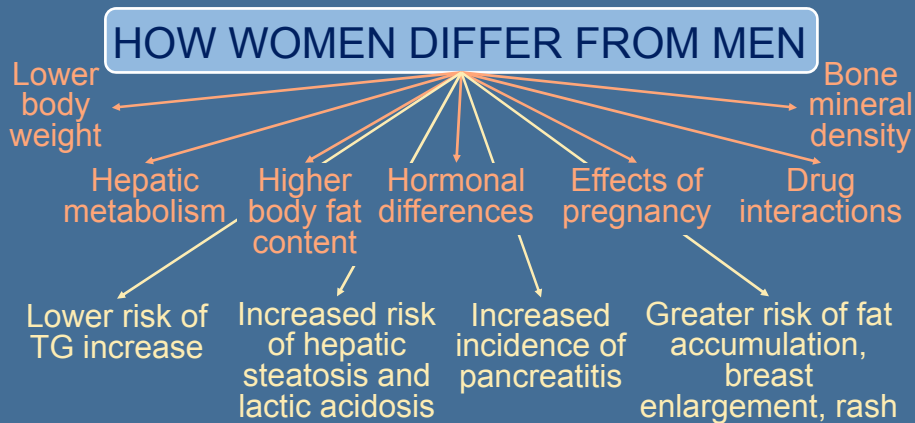 HOW WOMEN DIFFER FROM MEN
Lower
body
weight
Bone
mineral
density
Hepatic
metabolism
Higher
body fat
content
Hormonal
differences
Effects of
pregnancy
Drug
interactions
Lower risk of
TG increase
Increased risk
of hepatic
steatosis and
lactic acidosis
Increased
incidence of
pancreatitis
Greater risk of fat
accumulation,
breast
enlargement, rash